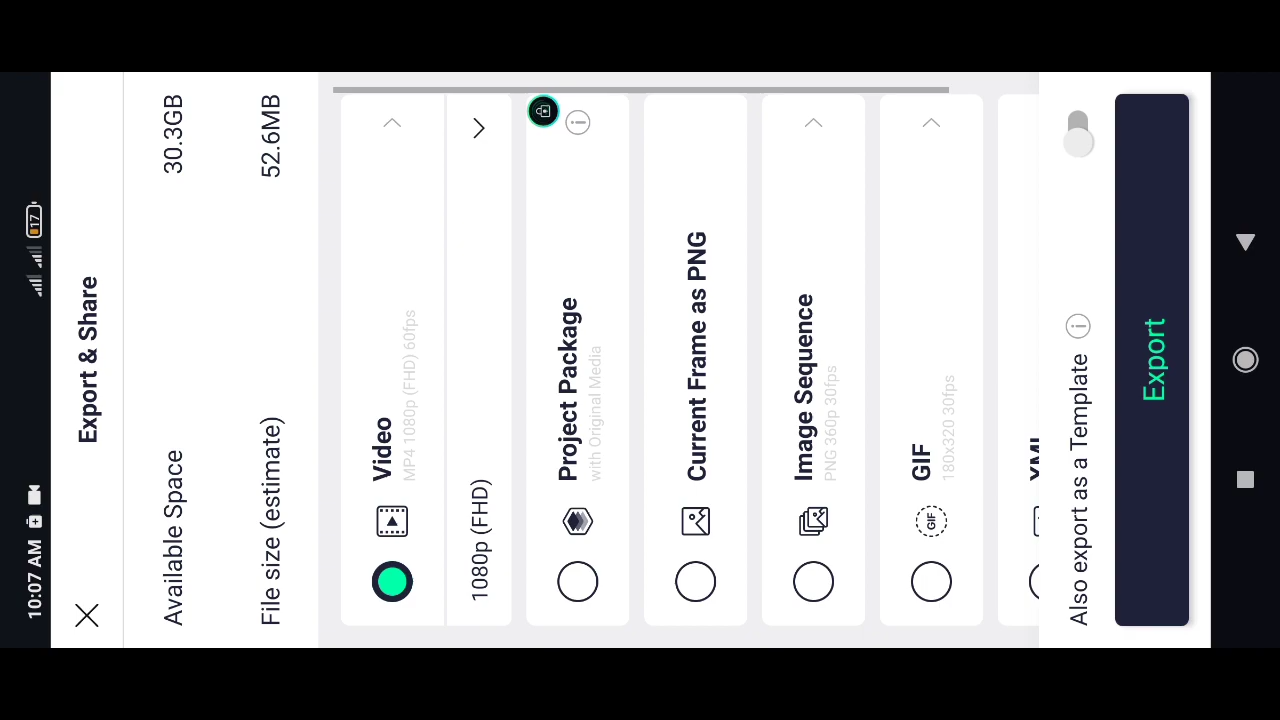 10:07 AM
17
Export & Share
Available Space 30.3GB
File size (estimate) 52.6MB
Video
MP4 1080p (FHD) 60fps
1080p (FHD)
Project Package
with Original Media
Current Frame as PNG
Image Sequence
PNG 360p 30fps
GIF
GIF
180x320 30fps
Also export as a Template
Export